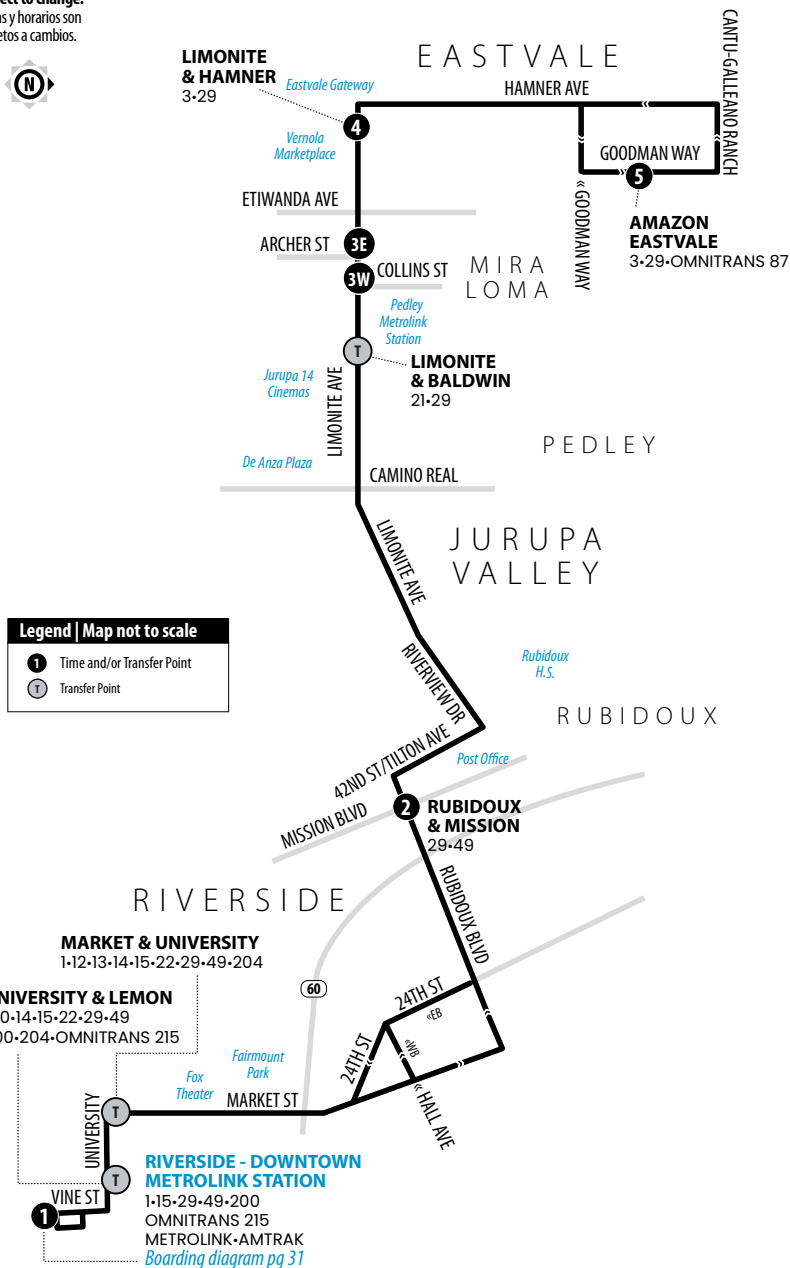 ect to change.
s y horarios son
etos a cambios.
N
LIMONITE
& HAMNER
3•29
Eastvale Gateway
EASTVALE
HAMNER AVE
CANTU-GALLEANO RANCH
4
Vernola
Marketplace
GOODMAN WAY
5
« GOODMAN WAY
AMAZON
EASTVALE
3•29•OMNITRANS 87
ETIWANDA AVE
ARCHER ST
3E
3W
COLLINS ST
MIRA
LOMA
Pedley
Metrolink
Station
T
LIMONITE
& BALDWIN
21•29
Jurupa 14
Cinemas
LIMONITE AVE
De Anza Plaza
CAMINO REAL
PEDLEY
LIMONITE AVE
JURUPA
VALLEY
Legend | Map not to scale
1 Time and/or Transfer Point
T Transfer Point
RIVERVIEW DR
Rubidoux
H.S.
RUBIDOUX
42ND ST/TILTON AVE
Post Office
MISSION BLVD
2
RUBIDOUX
& MISSION
29•49
RUBIDOUX BLVD
RIVERSIDE
MARKET & UNIVERSITY
1•12•13•14•15•22•29•49•204
60
24TH ST
«EB
NIVERSITY & LEMON
0•14•15•22•29•49
00•204•OMNITRANS 215
24TH ST
«WB
« HALL AVE
Fairmount
Park
Fox
Theater
MARKET ST
T
UNIVERSITY
T
VINE ST
1
RIVERSIDE - DOWNTOWN
METROLINK STATION
1•15•29•49•200
OMNITRANS 215
METROLINK•AMTRAK
Boarding diagram pg 31